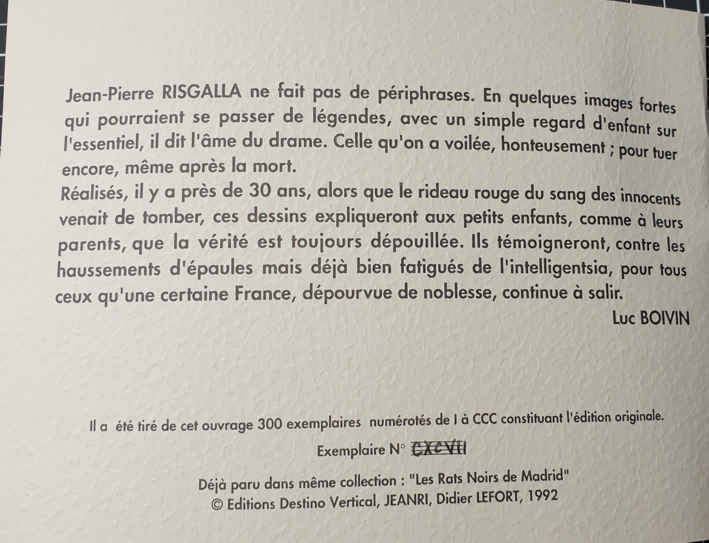 Jean-Pierre RISGALLA ne fait pas de périphrases. En quelques images fortes
qui pourraient se passer de légendes, avec un simple regard d'enfant sur
l'essentiel, il dit l'âme du drame. Celle qu'on a voilée, honteusement ; pour tuer
encore, même après la mort.
Réalisés, il y a près de 30 ans, alors que le rideau rouge du sang des innocents
venait de tomber, ces dessins expliqueront aux petits enfants, comme à leurs
parents, que la vérité est toujours dépouillée. Ils témoigneront, contre les
haussements d'épaules mais déjà bien fatigués de l'intelligentsia, pour tous
ceux qu'une certaine France, dépourvue de noblesse, continue à salir.
Luc BOIVIN
Il a été tiré de cet ouvrage 300 exemplaires numérotés de I à CCC constituant l'édition originale.
Exemplaire N° CXCVII
Déjà paru dans même collection : "Les Rats Noirs de Madrid"
© Editions Destino Vertical, JEANRI, Didier LEFORT, 1992